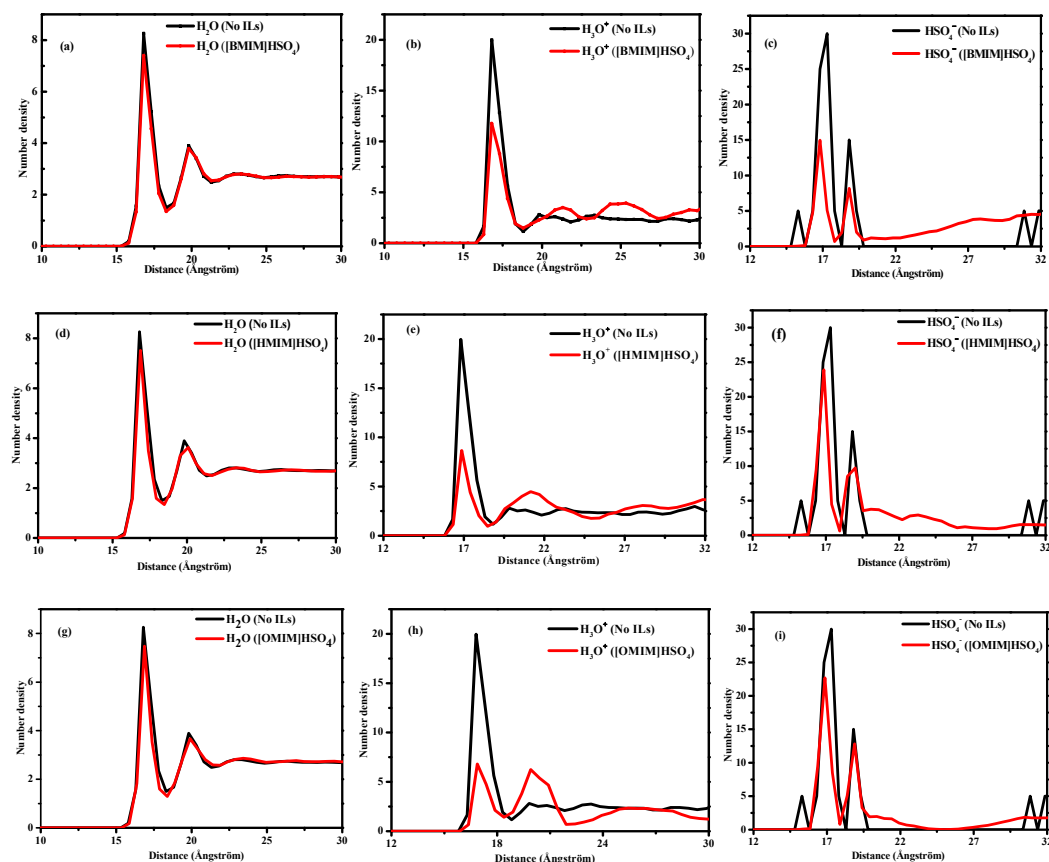 (a)
H₂O (No ILs)
H₂O ([BMIM]HSO₄)
Number density
0
2
4
6
8
10
15
20
25
30
Distance (Ångström)
(b)
H₃O⁺ (No ILs)
H₃O⁺ ([BMIM]HSO₄)
Number density
0
5
10
15
20
10
15
20
25
30
Distance (Ångström)
(c)
HSO₄⁻ (No ILs)
HSO₄⁻ ([BMIM]HSO₄)
Number density
0
5
10
15
20
25
30
12
17
22
27
32
Distance (Ångström)
(d)
H₂O (No ILs)
H₂O ([HMIM]HSO₄)
Number density
0
2
4
6
8
10
15
20
25
30
Distance (Ångström)
(e)
H₃O⁺ (No ILs)
H₃O⁺ ([HMIM]HSO₄)
Number density
0
5
10
15
20
12
17
22
27
32
Distance (Ångström)
(f)
HSO₄⁻ (No ILs)
HSO₄⁻ ([HMIM]HSO₄)
Number density
0
5
10
15
20
25
30
12
17
22
27
32
Distance (Ångström)
(g)
H₂O (No ILs)
H₂O ([OMIM]HSO₄)
Number density
0
2
4
6
8
10
15
20
25
30
Distance (Ångström)
(h)
H₃O⁺ (No ILs)
H₃O⁺ ([OMIM]HSO₄)
Number density
0
5
10
15
20
12
18
24
30
Distance (Ångström)
(i)
HSO₄⁻ (No ILs)
HSO₄⁻ ([OMIM]HSO₄)
Number density
0
5
10
15
20
25
30
12
17
22
27
32
Distance (Ångström)